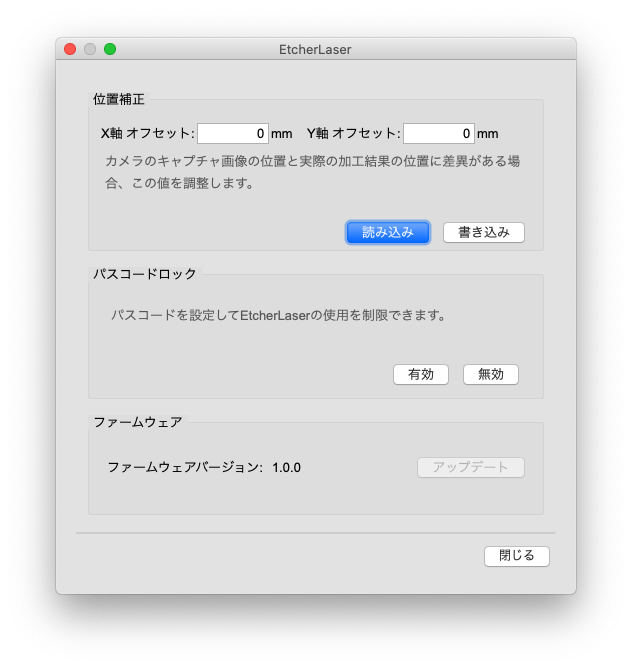 EtcherLaser
位置補正
X軸 オフセット: 0 mm Y軸 オフセット: 0 mm
カメラのキャプチャ画像の位置と実際の加工結果の位置に差異がある場
合、この値を調整します。
読み込み 書き込み
パスコードロック
パスコードを設定してEtcherLaserの使用を制限できます。
有効 無効
ファームウェア
ファームウェアバージョン: 1.0.0 アップデート
閉じる